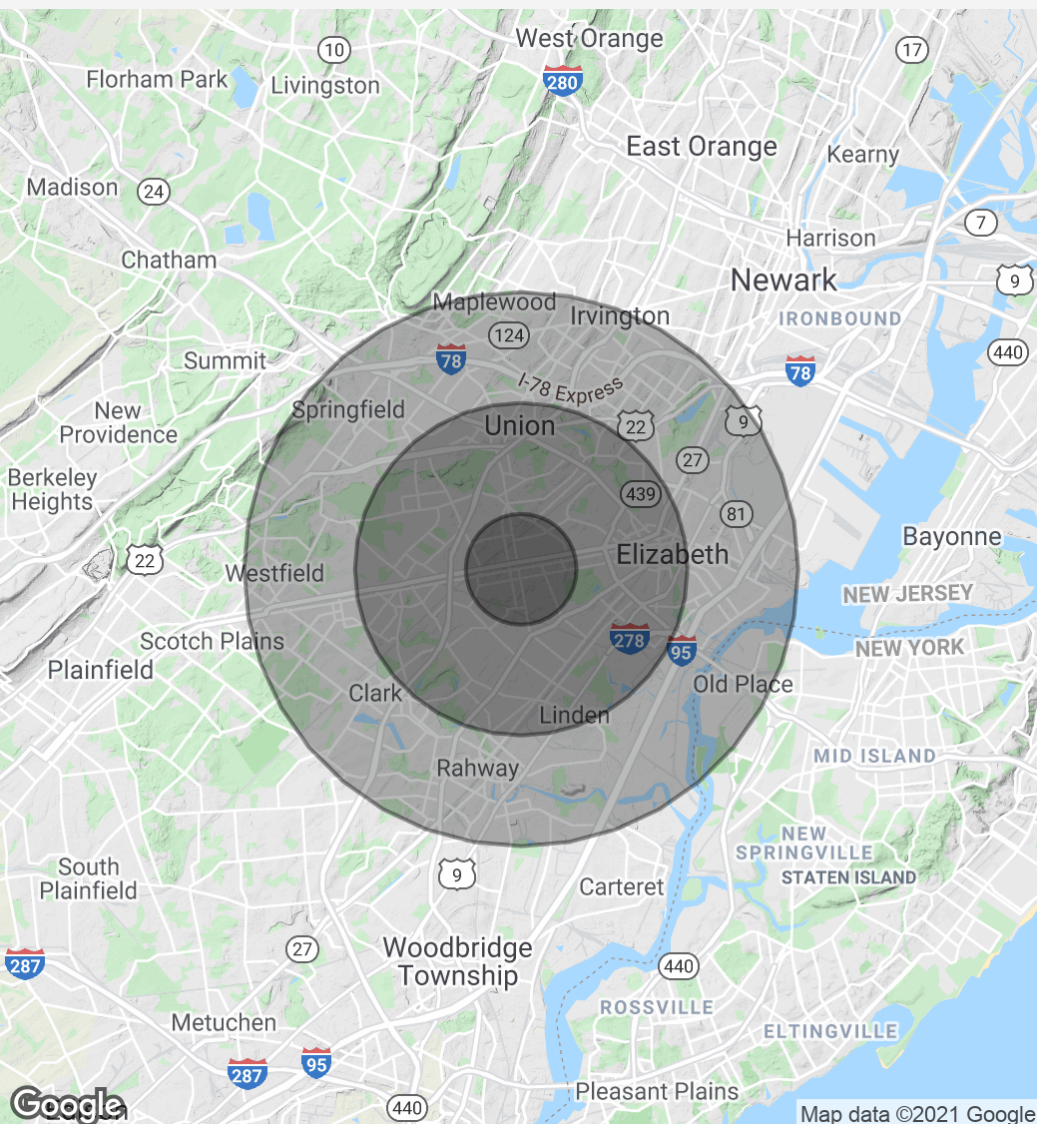 West Orange
10
17
Florham Park
Livingston
280
East Orange
Kearny
Madison
24
7
Harrison
Chatham
Newark
9
Maplewood
Irvington
IRONBOUND
124
440
Summit
78
78
I-78 Express
Springfield
New
Providence
Union
22
9
27
Berkeley
Heights
439
81
Bayonne
22
Elizabeth
Westfield
NEW JERSEY
Scotch Plains
278
95
NEW YORK
Plainfield
Old Place
Clark
Linden
MID ISLAND
Rahway
NEW
SPRINGVILLE
South
Plainfield
9
Carteret
STATEN ISLAND
27
Woodbridge
Township
287
440
ROSSVILLE
Metuchen
ELTINGVILLE
287
95
Pleasant Plains
Google
440
Map data ©2021 Google